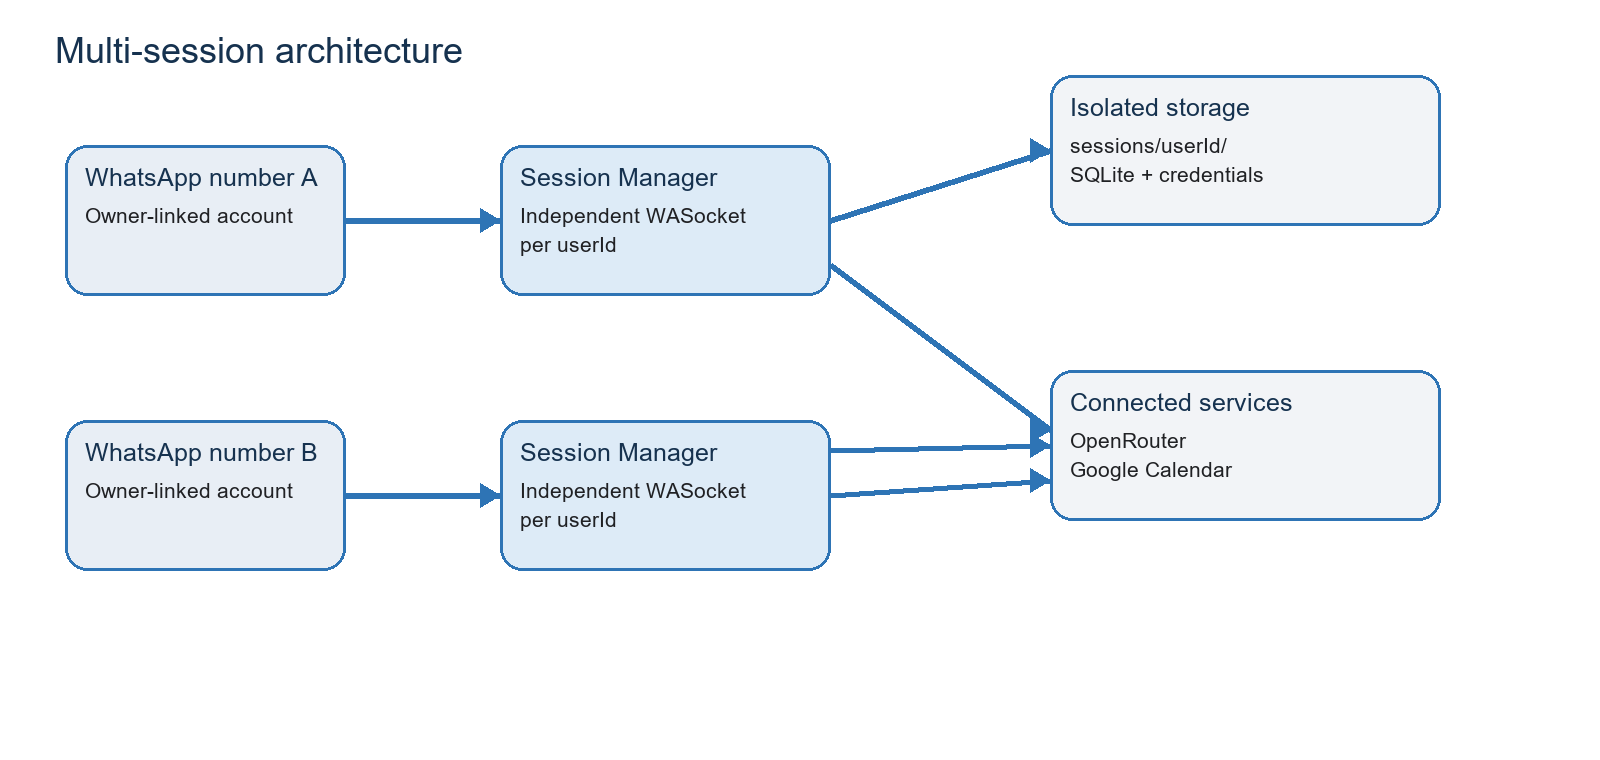 Multi-session architecture
WhatsApp number A
Owner-linked account
Session Manager
Independent WASocket
per userId
Isolated storage
sessions/userId/
SQLite + credentials
WhatsApp number B
Owner-linked account
Session Manager
Independent WASocket
per userId
Connected services
OpenRouter
Google Calendar